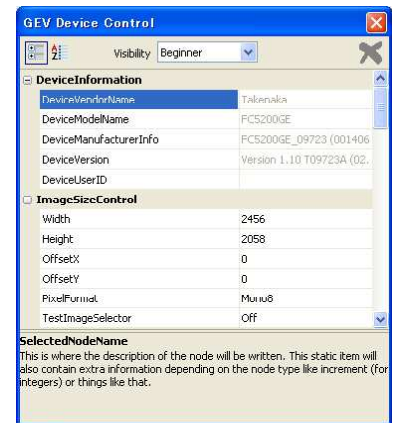 GEV Device Control
Visibility Beginner
DeviceInformation
DeviceVendorName Takenaka
DeviceModelName FC5200GE
DeviceManufacturerInfo FC5200GE_09723 (001406
DeviceVersion Version 1.10 T09723A (02.
DeviceUserID
ImageSizeControl
Width 2456
Height 2058
OffsetX 0
OffsetY 0
PixelFormat Mono8
TestImageSelector Off
SelectedNodeName
This is where the description of the node will be written. This static item will
also contain extra information depending on the node type like increment (for
integers) or things like that.